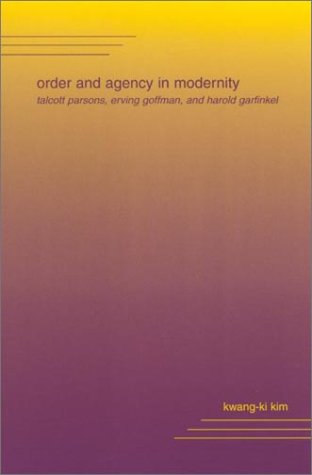 order and agency in modernity
talcott parsons, erving goffman, and harold garfinkel
kwang-ki kim